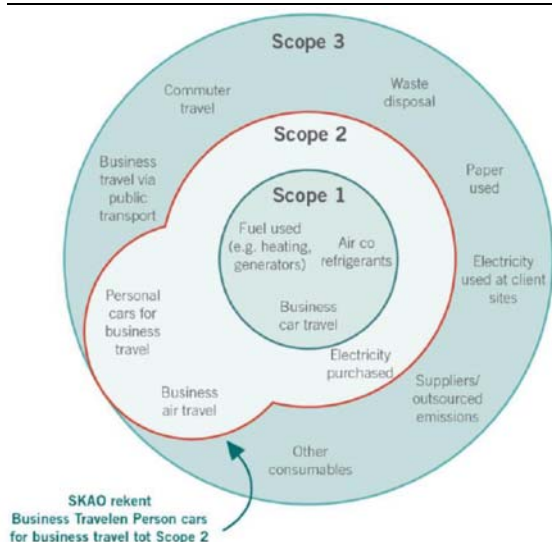 Scope 3
Commuter
travel
Waste
disposal
Scope 2
Business
travel via
public
transport
Paper
used
Scope 1
Fuel used
(e.g. heating,
generators)
Air co
refrigerants
Electricity
used at client
sites
Personal
cars for
business
travel
Business
car travel
Electricity
purchased
Business
air travel
Suppliers/
outsourced
emissions
Other
consumables
SKAO rekent
Business Travelen Person cars
for business travel tot Scope 2